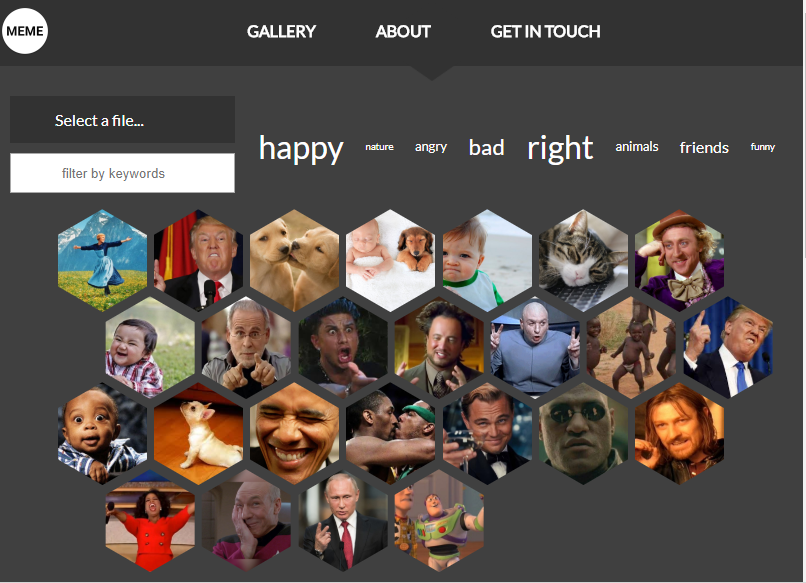 MEME GALLERY ABOUT GET IN TOUCH
Select a file...
happy nature angry bad right animals friends funny
filter by keywords